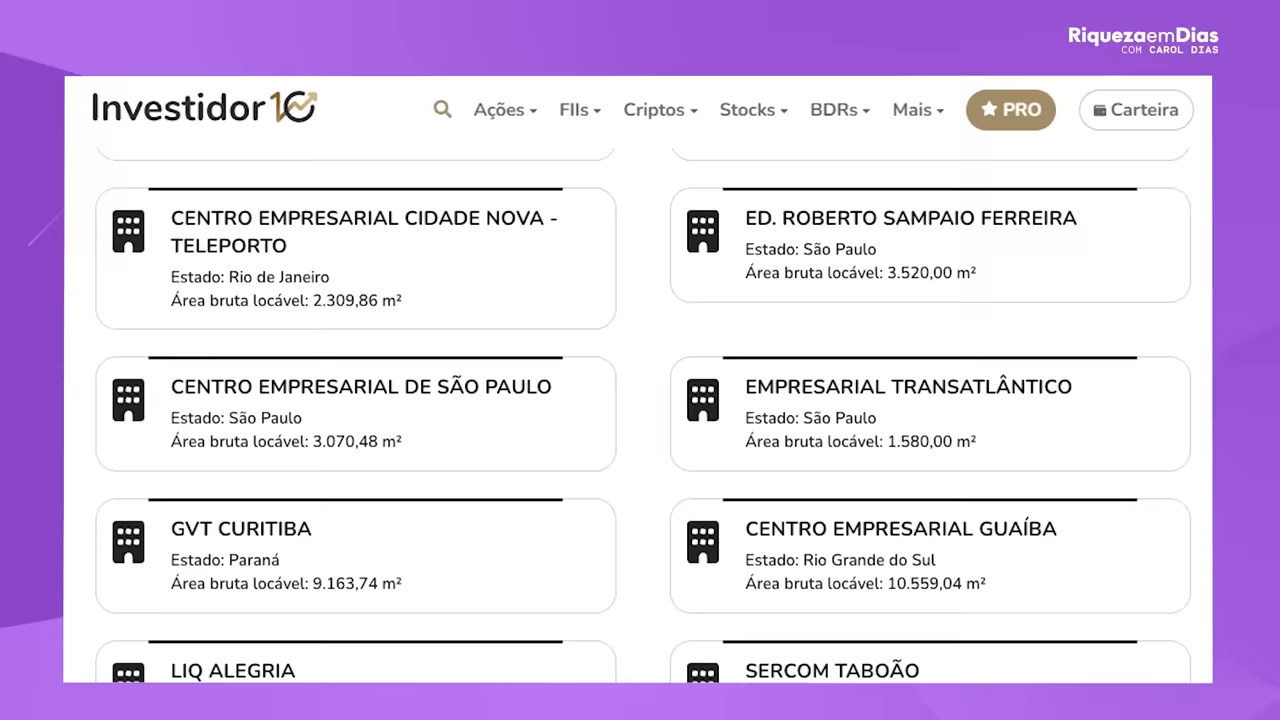 RiquezaemDias
COM CAROL DIAS
Investidor10
Ações
FIIs
Criptos
Stocks
BDRs
Mais
PRO
Carteira
CENTRO EMPRESARIAL CIDADE NOVA -
TELEPORTO
Estado: Rio de Janeiro
Área bruta locável: 2.309,86 m²
ED. ROBERTO SAMPAIO FERREIRA
Estado: São Paulo
Área bruta locável: 3.520,00 m²
CENTRO EMPRESARIAL DE SÃO PAULO
Estado: São Paulo
Área bruta locável: 3.070,48 m²
EMPRESARIAL TRANSATLÂNTICO
Estado: São Paulo
Área bruta locável: 1.580,00 m²
GVT CURITIBA
Estado: Paraná
Área bruta locável: 9.163,74 m²
CENTRO EMPRESARIAL GUAÍBA
Estado: Rio Grande do Sul
Área bruta locável: 10.559,04 m²
LIQ ALEGRIA
SERCOM TABOÃO